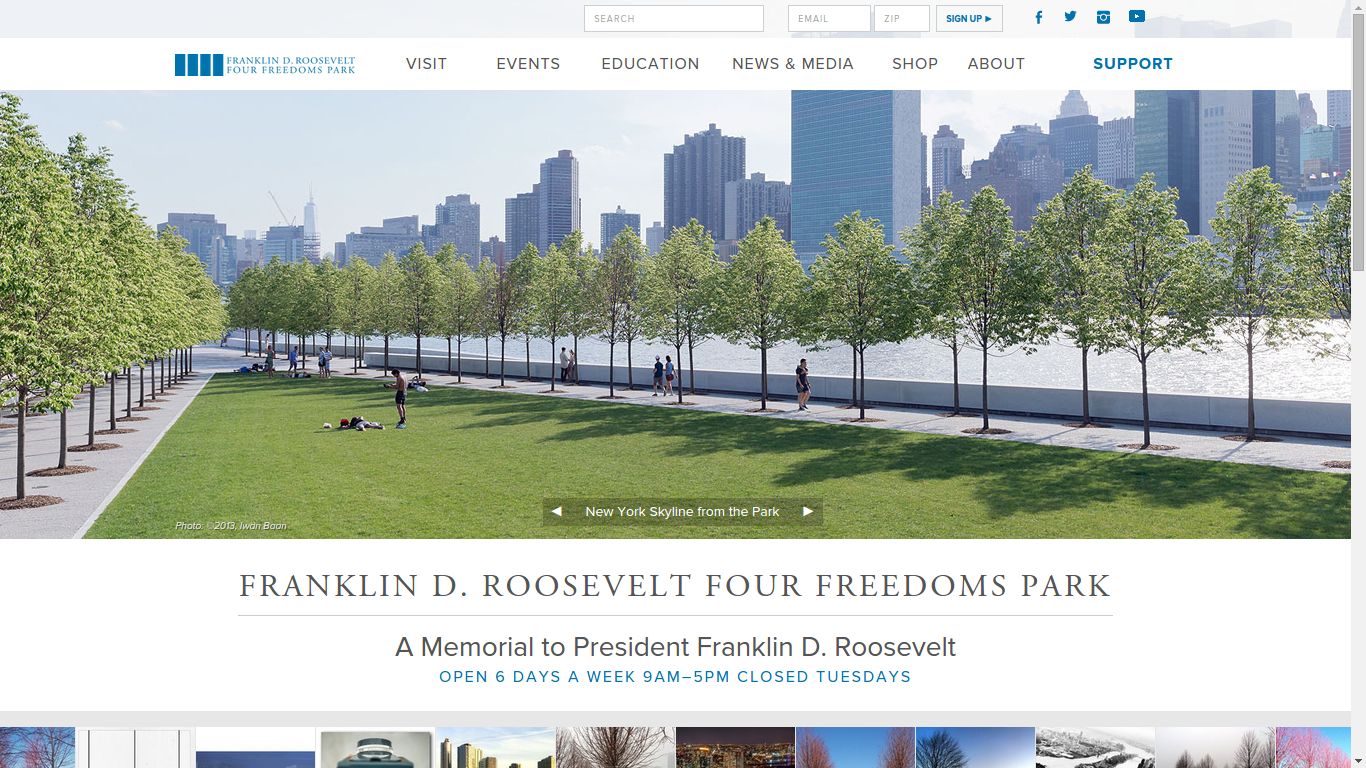 SEARCH
EMAIL
ZIP
SIGN UP ►
FRANKLIN D. ROOSEVELT
FOUR FREEDOMS PARK
VISIT
EVENTS
EDUCATION
NEWS & MEDIA
SHOP
ABOUT
SUPPORT
New York Skyline from the Park
Photo: ©2013, Iwan Baan
FRANKLIN D. ROOSEVELT FOUR FREEDOMS PARK
A Memorial to President Franklin D. Roosevelt
OPEN 6 DAYS A WEEK 9AM–5PM CLOSED TUESDAYS